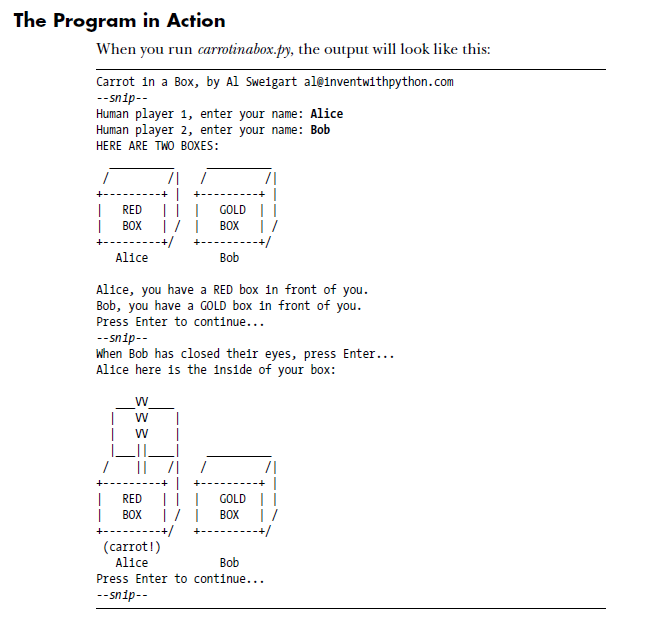 The Program in Action
When you run carrotinabox.py, the output will look like this:
Carrot in a Box, by Al Sweigart al@inventwithpython.com
--snip--
Human player 1, enter your name: Alice
Human player 2, enter your name: Bob
HERE ARE TWO BOXES:
  __________     __________
 /         /|   /         /|
+---------+ |  +---------+ |
|   RED   | |  |   GOLD  | |
|   BOX   | /  |   BOX   | /
+---------+/   +---------+/
   Alice           Bob
Alice, you have a RED box in front of you.
Bob, you have a GOLD box in front of you.
Press Enter to continue...
--snip--
When Bob has closed their eyes, press Enter...
Alice here is the inside of your box:
   ___VV____
  |   VV    |
  |   VV    |
  |___||____|    __________
 /    ||   /|   /         /|
+---------+ |  +---------+ |
|   RED   | |  |   GOLD  | |
|   BOX   | /  |   BOX   | /
+---------+/   +---------+/
 (carrot!)
   Alice           Bob
Press Enter to continue...
--snip--